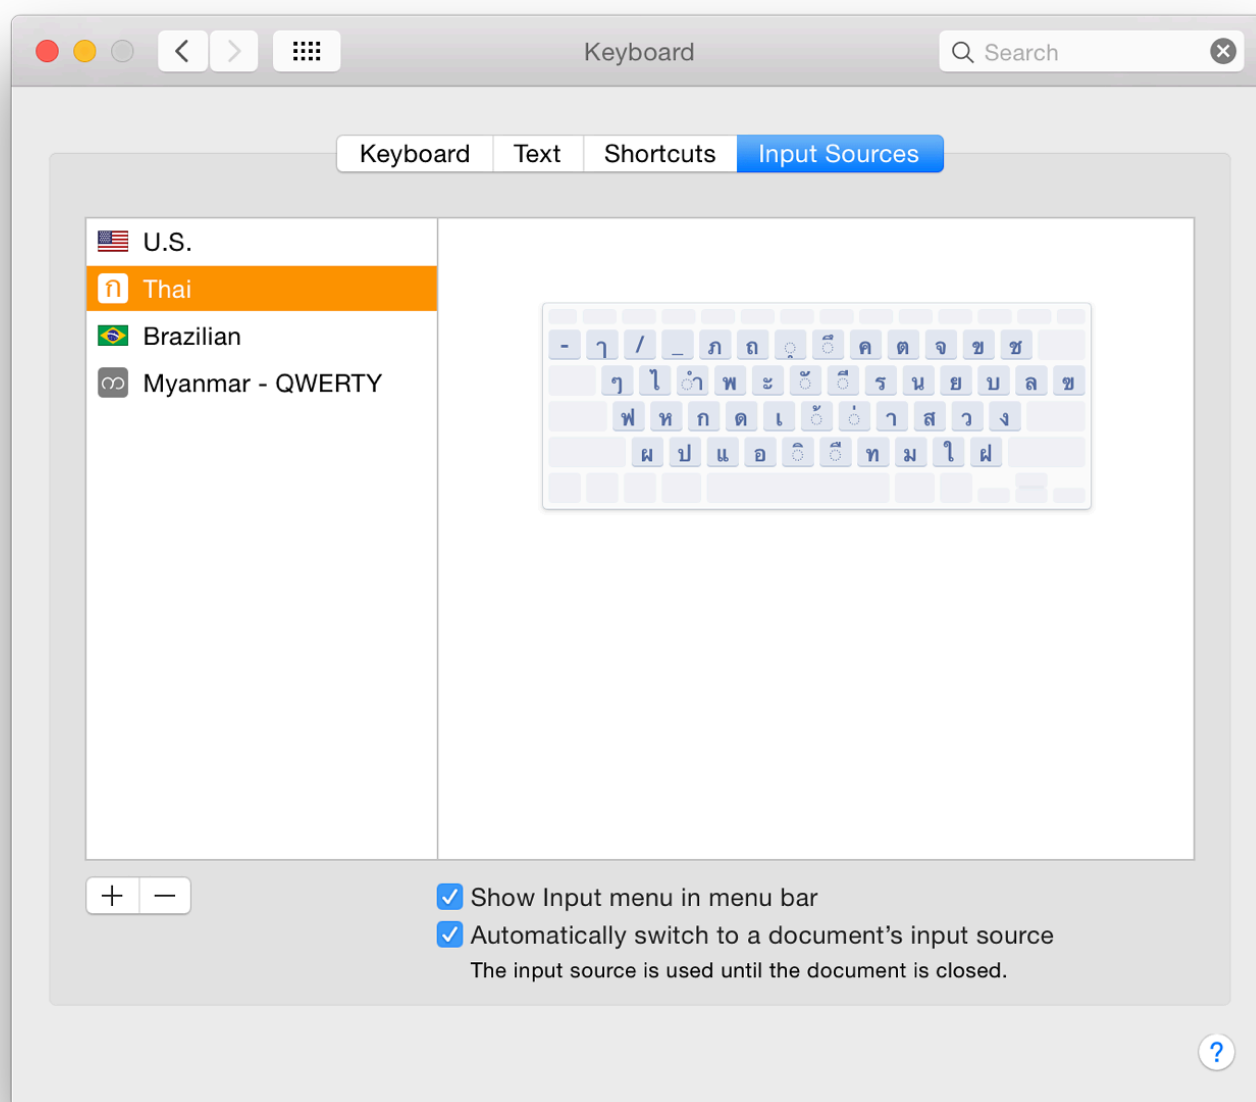 Keyboard
Search
Keyboard Text Shortcuts Input Sources
U.S.
ก Thai
Brazilian
Myanmar - QWERTY
- ๅ / _ ภ ถ ุ ึ ค ต จ ข ช
ๆ ไ ำ พ ะ ั ี ร น ย บ ล ฃ
ฟ ห ก ด เ ้ ่ า ส ว ง
ผ ป แ อ ิ ื ท ม ใ ฝ
+ −
Show Input menu in menu bar
Automatically switch to a document’s input source
The input source is used until the document is closed.
?